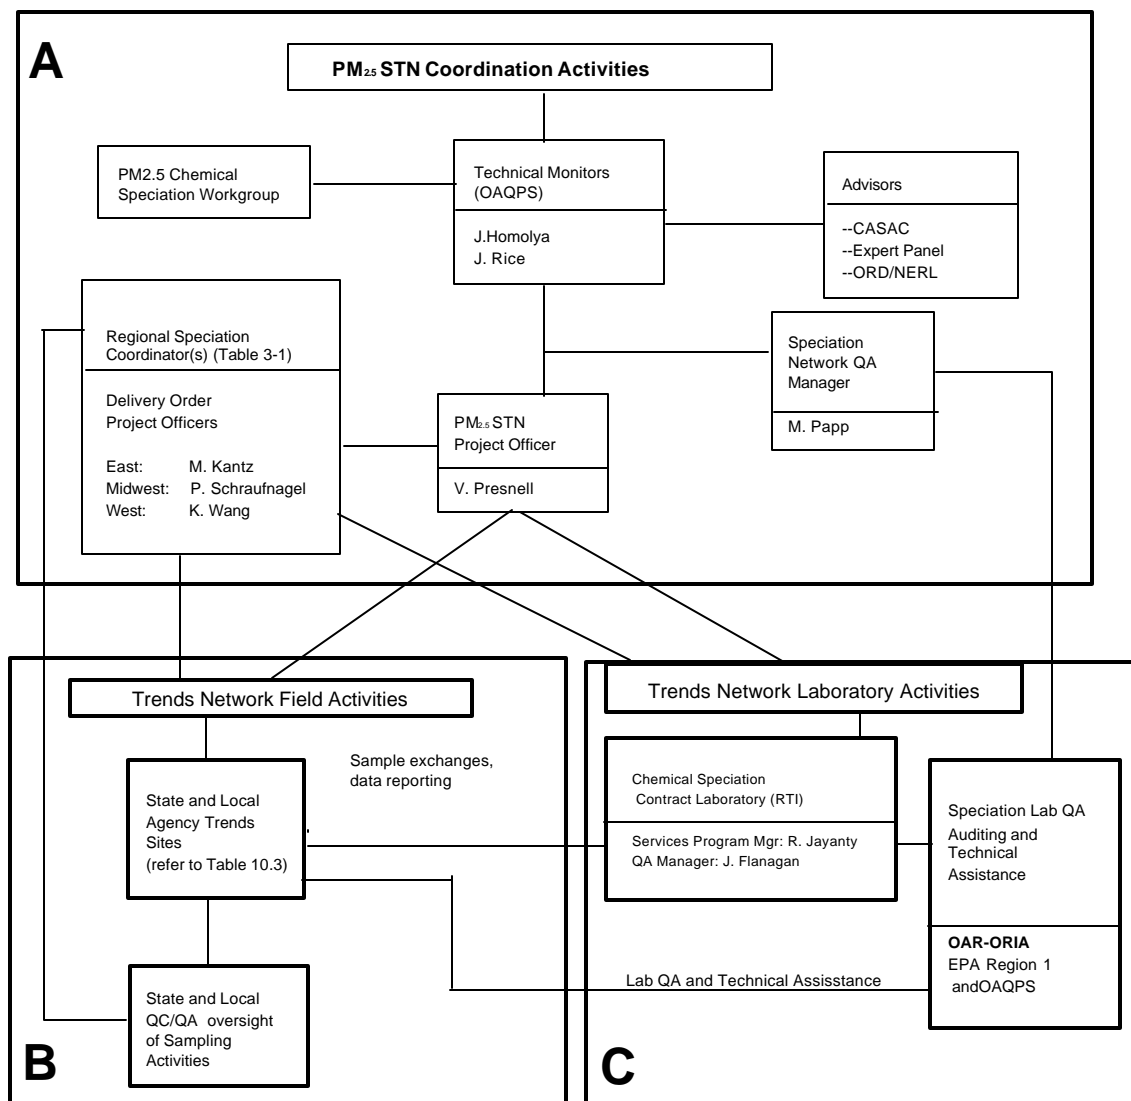 A
PM2.5 STN Coordination Activities
PM2.5 Chemical
Speciation Workgroup
Technical Monitors
(OAQPS)
J.Homolya
J. Rice
Advisors
--CASAC
--Expert Panel
--ORD/NERL
Regional Speciation
Coordinator(s) (Table 3-1)
Delivery Order
Project Officers
East: M. Kantz
Midwest: P. Schraufnagel
West: K. Wang
PM2.5 STN
Project Officer
V. Presnell
Speciation
Network QA
Manager
M. Papp
Trends Network Field Activities
Sample exchanges,
data reporting
State and Local
Agency Trends
Sites
(refer to Table 10.3)
State and Local
QC/QA oversight
of Sampling
Activities
B
Trends Network Laboratory Activities
Chemical Speciation
Contract Laboratory (RTI)
Services Program Mgr: R. Jayanty
QA Manager: J. Flanagan
Speciation Lab QA
Auditing and
Technical
Assistance
OAR-ORIA
EPA Region 1
andOAQPS
Lab QA and Technical Assisstance
C